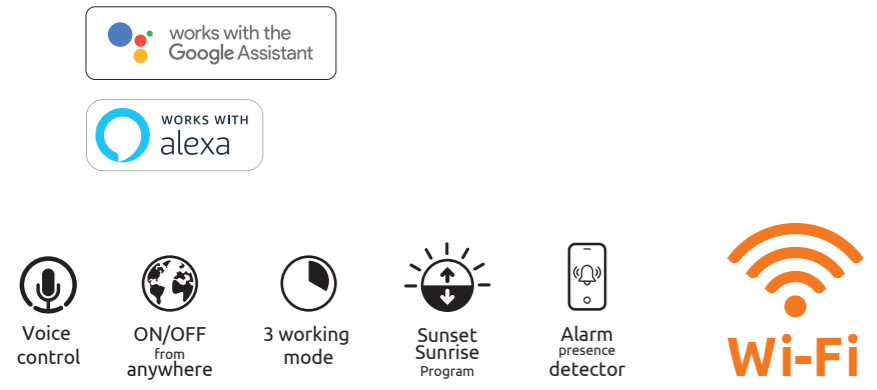 works with the
Google Assistant
WORKS WITH
alexa
Voice
control
ON/OFF
from
anywhere
3 working
mode
Sunset
Sunrise
Program
Alarm
presence
detector
Wi-Fi